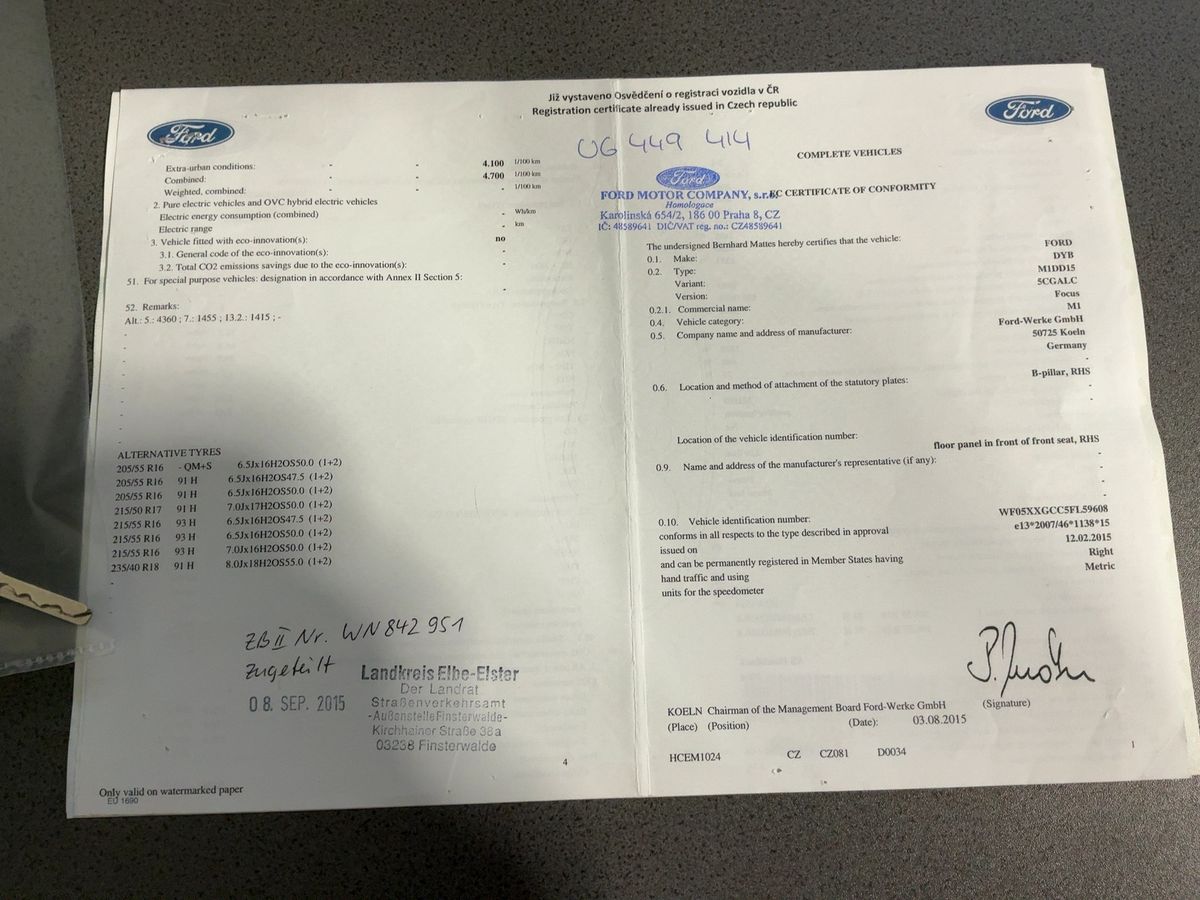 Již vystaveno Osvědčení o registraci vozidla v ČR
Registration certificate already issued in Czech republic
UG 449 414
Ford
Extra-urban conditions: - - 4.100 l/100 km
Combined: - - 4.700 l/100 km
Weighted, combined: - l/100 km
2. Pure electric vehicles and OVC hybrid electric vehicles
Electric energy consumption (combined) - Wh/km
Electric range - km
3. Vehicle fitted with eco-innovation(s): no
3.1. General code of the eco-innovation(s): -
3.2. Total CO2 emissions savings due to the eco-innovation(s): -
51. For special purpose vehicles: designation in accordance with Annex II Section 5:
-
52. Remarks:
Alt.: 5.: 4360 ; 7.: 1455 ; 13.2.: 1415 ; -
ALTERNATIVE TYRES
205/55 R16 - QM+S 6.5Jx16H2OS50.0 (1+2)
205/55 R16 91 H 6.5Jx16H2OS47.5 (1+2)
205/55 R16 91 H 6.5Jx16H2OS50.0 (1+2)
215/50 R17 91 H 7.0Jx17H2OS50.0 (1+2)
215/55 R16 93 H 6.5Jx16H2OS47.5 (1+2)
215/55 R16 93 H 6.5Jx16H2OS50.0 (1+2)
215/55 R16 93 H 7.0Jx16H2OS50.0 (1+2)
235/40 R18 91 H 8.0Jx18H2OS55.0 (1+2)
ZB II Nr. WN842951
zugeteilt
08. SEP. 2015
Landkreis Elbe-Elster
Der Landrat
Straßenverkehrsamt
-Außenstelle Finsterwalde-
Kirchhainer Straße 38a
03238 Finsterwalde
4
Only valid on watermarked paper
EU 1690
Ford
COMPLETE VEHICLES
Ford
FORD MOTOR COMPANY, s.r.o.
EC CERTIFICATE OF CONFORMITY
Homologace
Karolinská 654/2, 186 00 Praha 8, CZ
IČ: 48589641 DIČ/VAT reg. no.: CZ48589641
The undersigned Bernhard Mattes hereby certifies that the vehicle:
0.1. Make: FORD
0.2. Type: DYB
Variant: M1DD15
Version: 5CGALC
0.2.1. Commercial name: Focus
0.4. Vehicle category: M1
0.5. Company name and address of manufacturer: Ford-Werke GmbH
50725 Koeln
Germany
-
0.6. Location and method of attachment of the statutory plates: B-pillar, RHS
-
Location of the vehicle identification number: floor panel in front of front seat, RHS
0.9. Name and address of the manufacturer's representative (if any):
0.10. Vehicle identification number: WF05XXGCC5FL59608
conforms in all respects to the type described in approval e13*2007/46*1138*15
issued on 12.02.2015
and can be permanently registered in Member States having Right
hand traffic and using Metric
units for the speedometer
KOELN Chairman of the Management Board Ford-Werke GmbH
(Place) (Position) (Date): 03.08.2015 (Signature)
HCEM1024 CZ CZ081 D0034
1